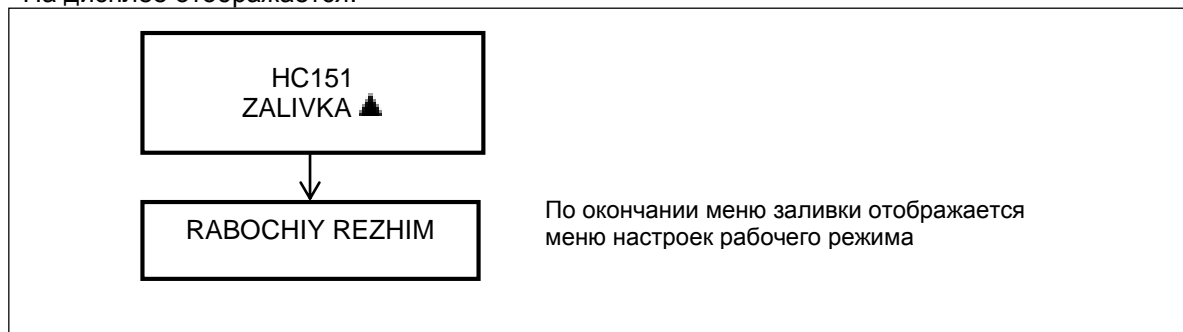 На дисплее отображается:
HC151
ZALIVKA
RABOCHIY REZHIM
По окончании меню заливки отображается
меню настроек рабочего режима